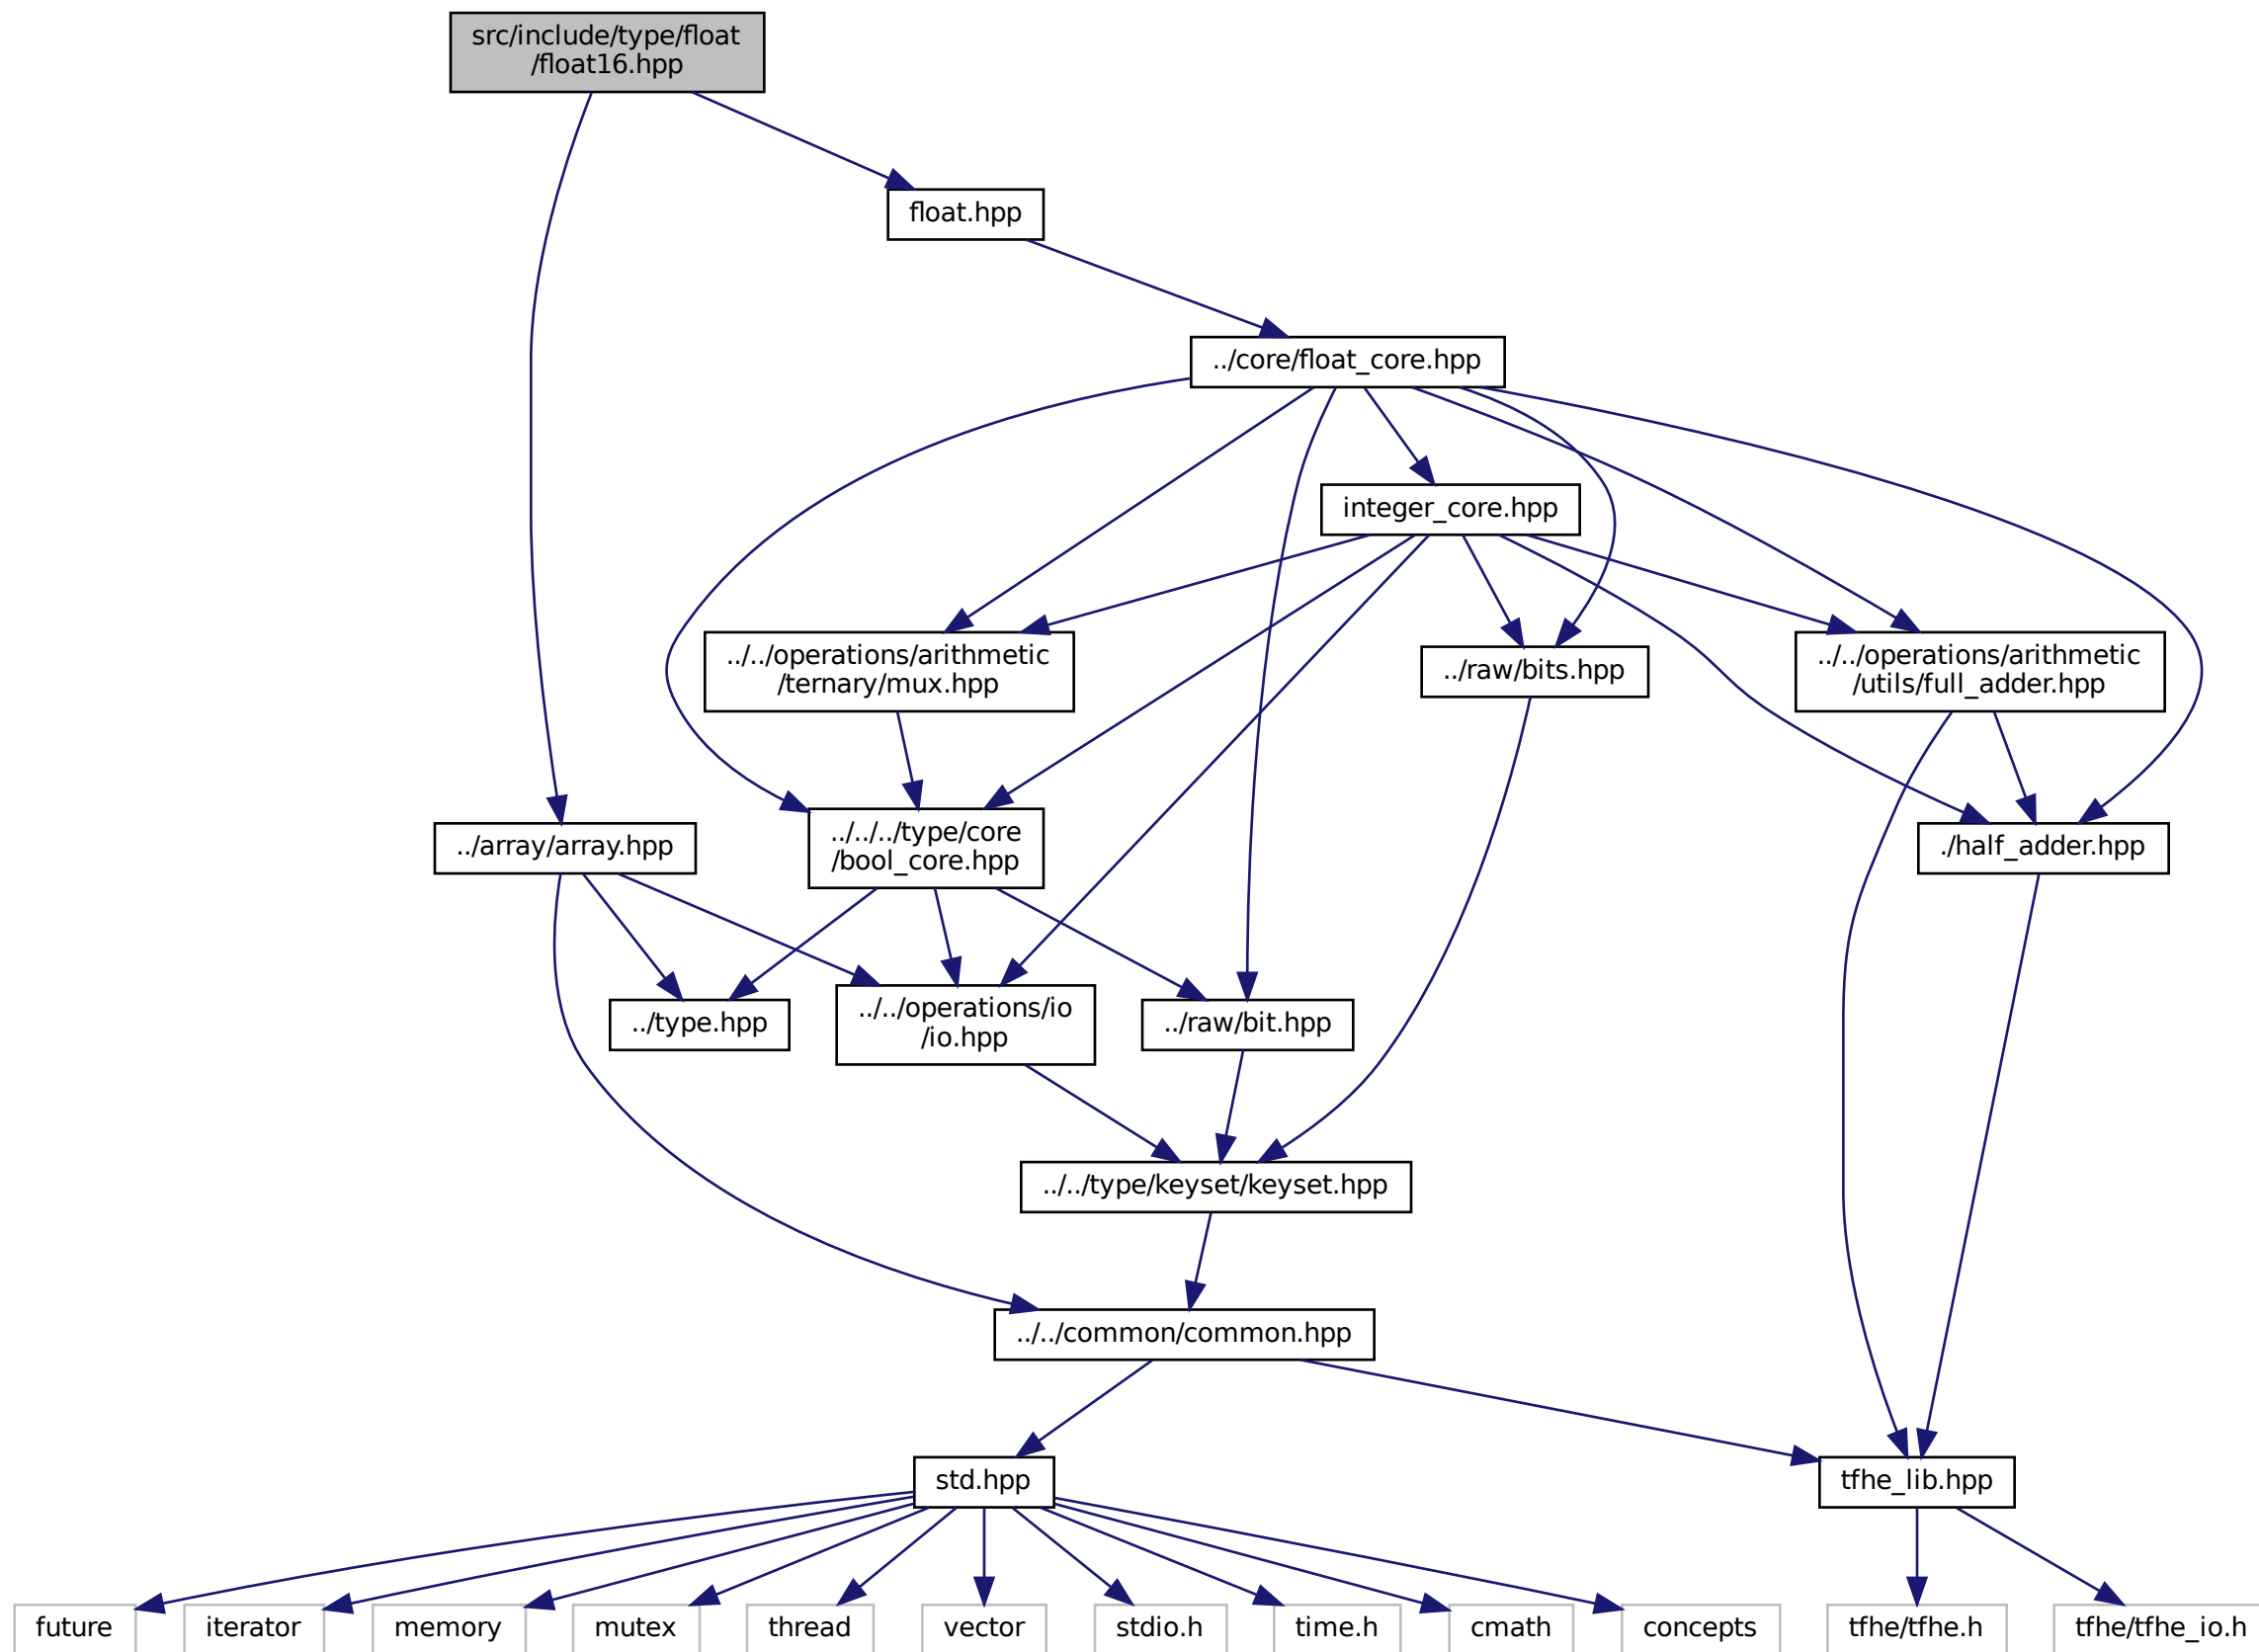 src/include/type/float
/float16.hpp
float.hpp
../core/float_core.hpp
integer_core.hpp
../../operations/arithmetic
/ternary/mux.hpp
../raw/bits.hpp
../../operations/arithmetic
/utils/full_adder.hpp
../array/array.hpp
../../../type/core
/bool_core.hpp
./half_adder.hpp
../type.hpp
../../operations/io
/io.hpp
../raw/bit.hpp
../../type/keyset/keyset.hpp
../../common/common.hpp
std.hpp
tfhe_lib.hpp
future
iterator
memory
mutex
thread
vector
stdio.h
time.h
cmath
concepts
tfhe/tfhe.h
tfhe/tfhe_io.h